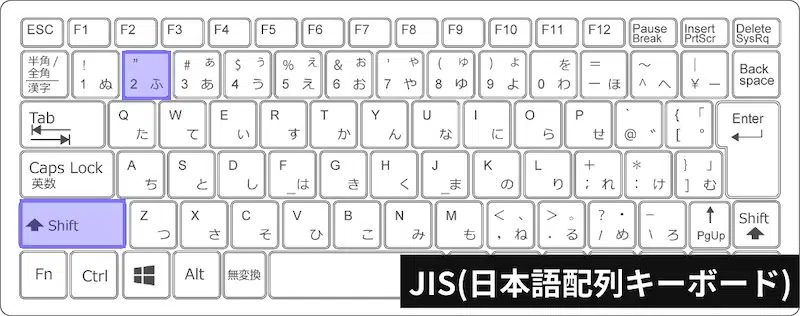 ESC F1 F2 F3 F4 F5 F6 F7 F8 F9 F10 F11 F12 Pause Break Insert PrtScr Delete SysRq
半角/全角 漢字 ! 1 ぬ " 2 ふ # ぁ 3 あ $ ぅ 4 う % ぇ 5 え & ぉ 6 お ' ゃ 7 や ( ゅ 8 ゆ ) ょ 9 よ を 0 わ = - ほ ~ ^ へ | ¥ ー Back space
Tab Q た W て E い R す T か Y ん U な I に O ら P せ ` @ ゛ { 「 [ ゜ Enter
Caps Lock 英数 A ち S と D し F _ は G き H く J _ ま K の L り + ; れ * : け } 」 ] む
Shift Z つ X さ C そ V ひ B こ N み M も < 、 , ね > 。 . る ? ・ / め _ \ ろ PgUp Shift
Fn Ctrl Alt 無変換
JIS(日本語配列キーボード)